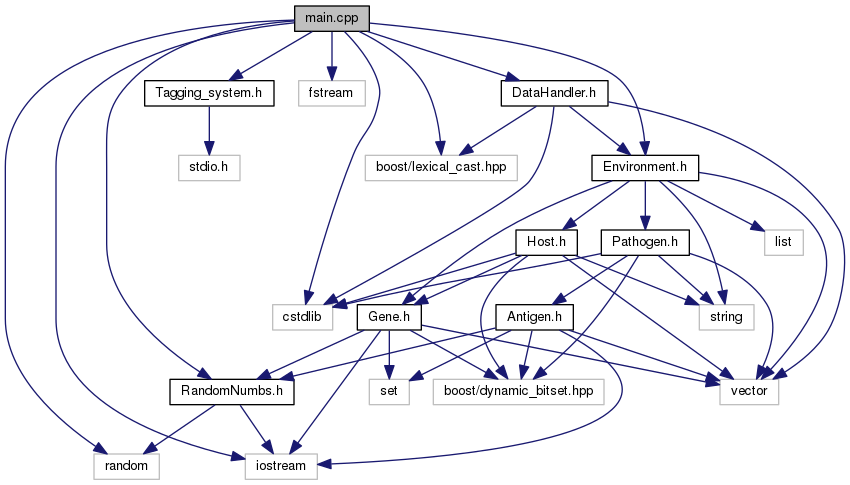 main.cpp
Tagging_system.h
fstream
DataHandler.h
stdio.h
boost/lexical_cast.hpp
Environment.h
Host.h
Pathogen.h
list
cstdlib
Gene.h
Antigen.h
string
RandomNumbs.h
set
boost/dynamic_bitset.hpp
vector
random
iostream